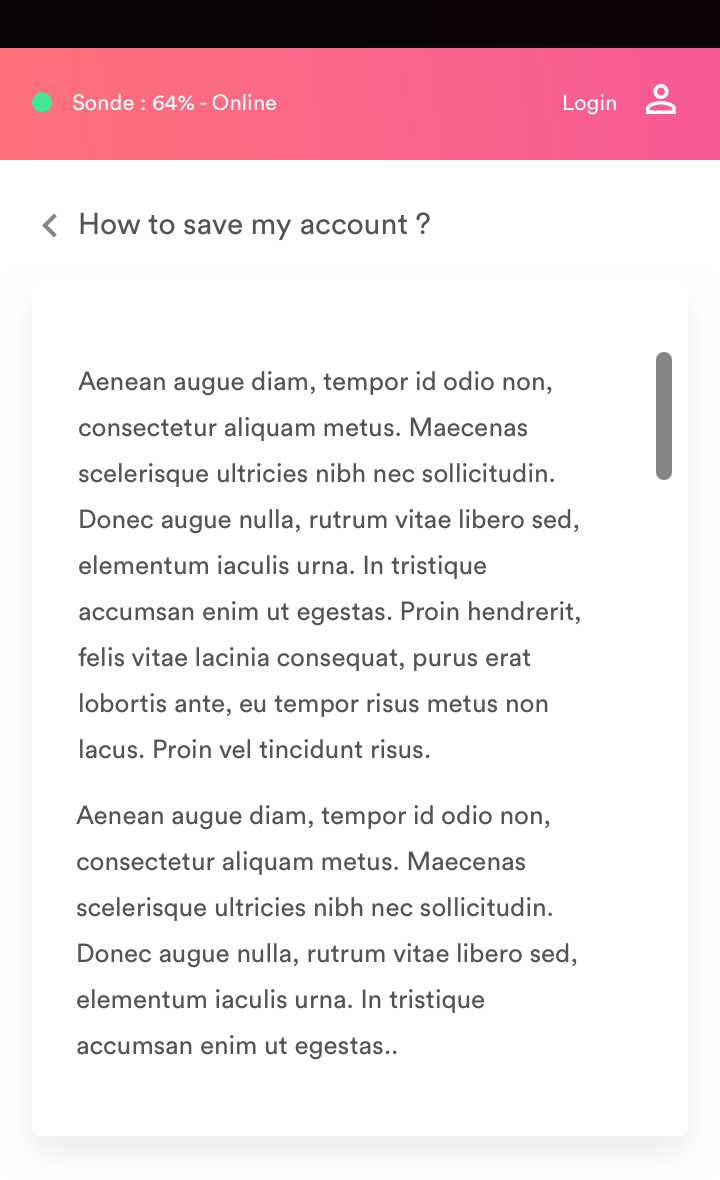 Sonde : 64% - Online
Login
How to save my account ?
Aenean augue diam, tempor id odio non,
consectetur aliquam metus. Maecenas
scelerisque ultricies nibh nec sollicitudin.
Donec augue nulla, rutrum vitae libero sed,
elementum iaculis urna. In tristique
accumsan enim ut egestas. Proin hendrerit,
felis vitae lacinia consequat, purus erat
lobortis ante, eu tempor risus metus non
lacus. Proin vel tincidunt risus.
Aenean augue diam, tempor id odio non,
consectetur aliquam metus. Maecenas
scelerisque ultricies nibh nec sollicitudin.
Donec augue nulla, rutrum vitae libero sed,
elementum iaculis urna. In tristique
accumsan enim ut egestas..